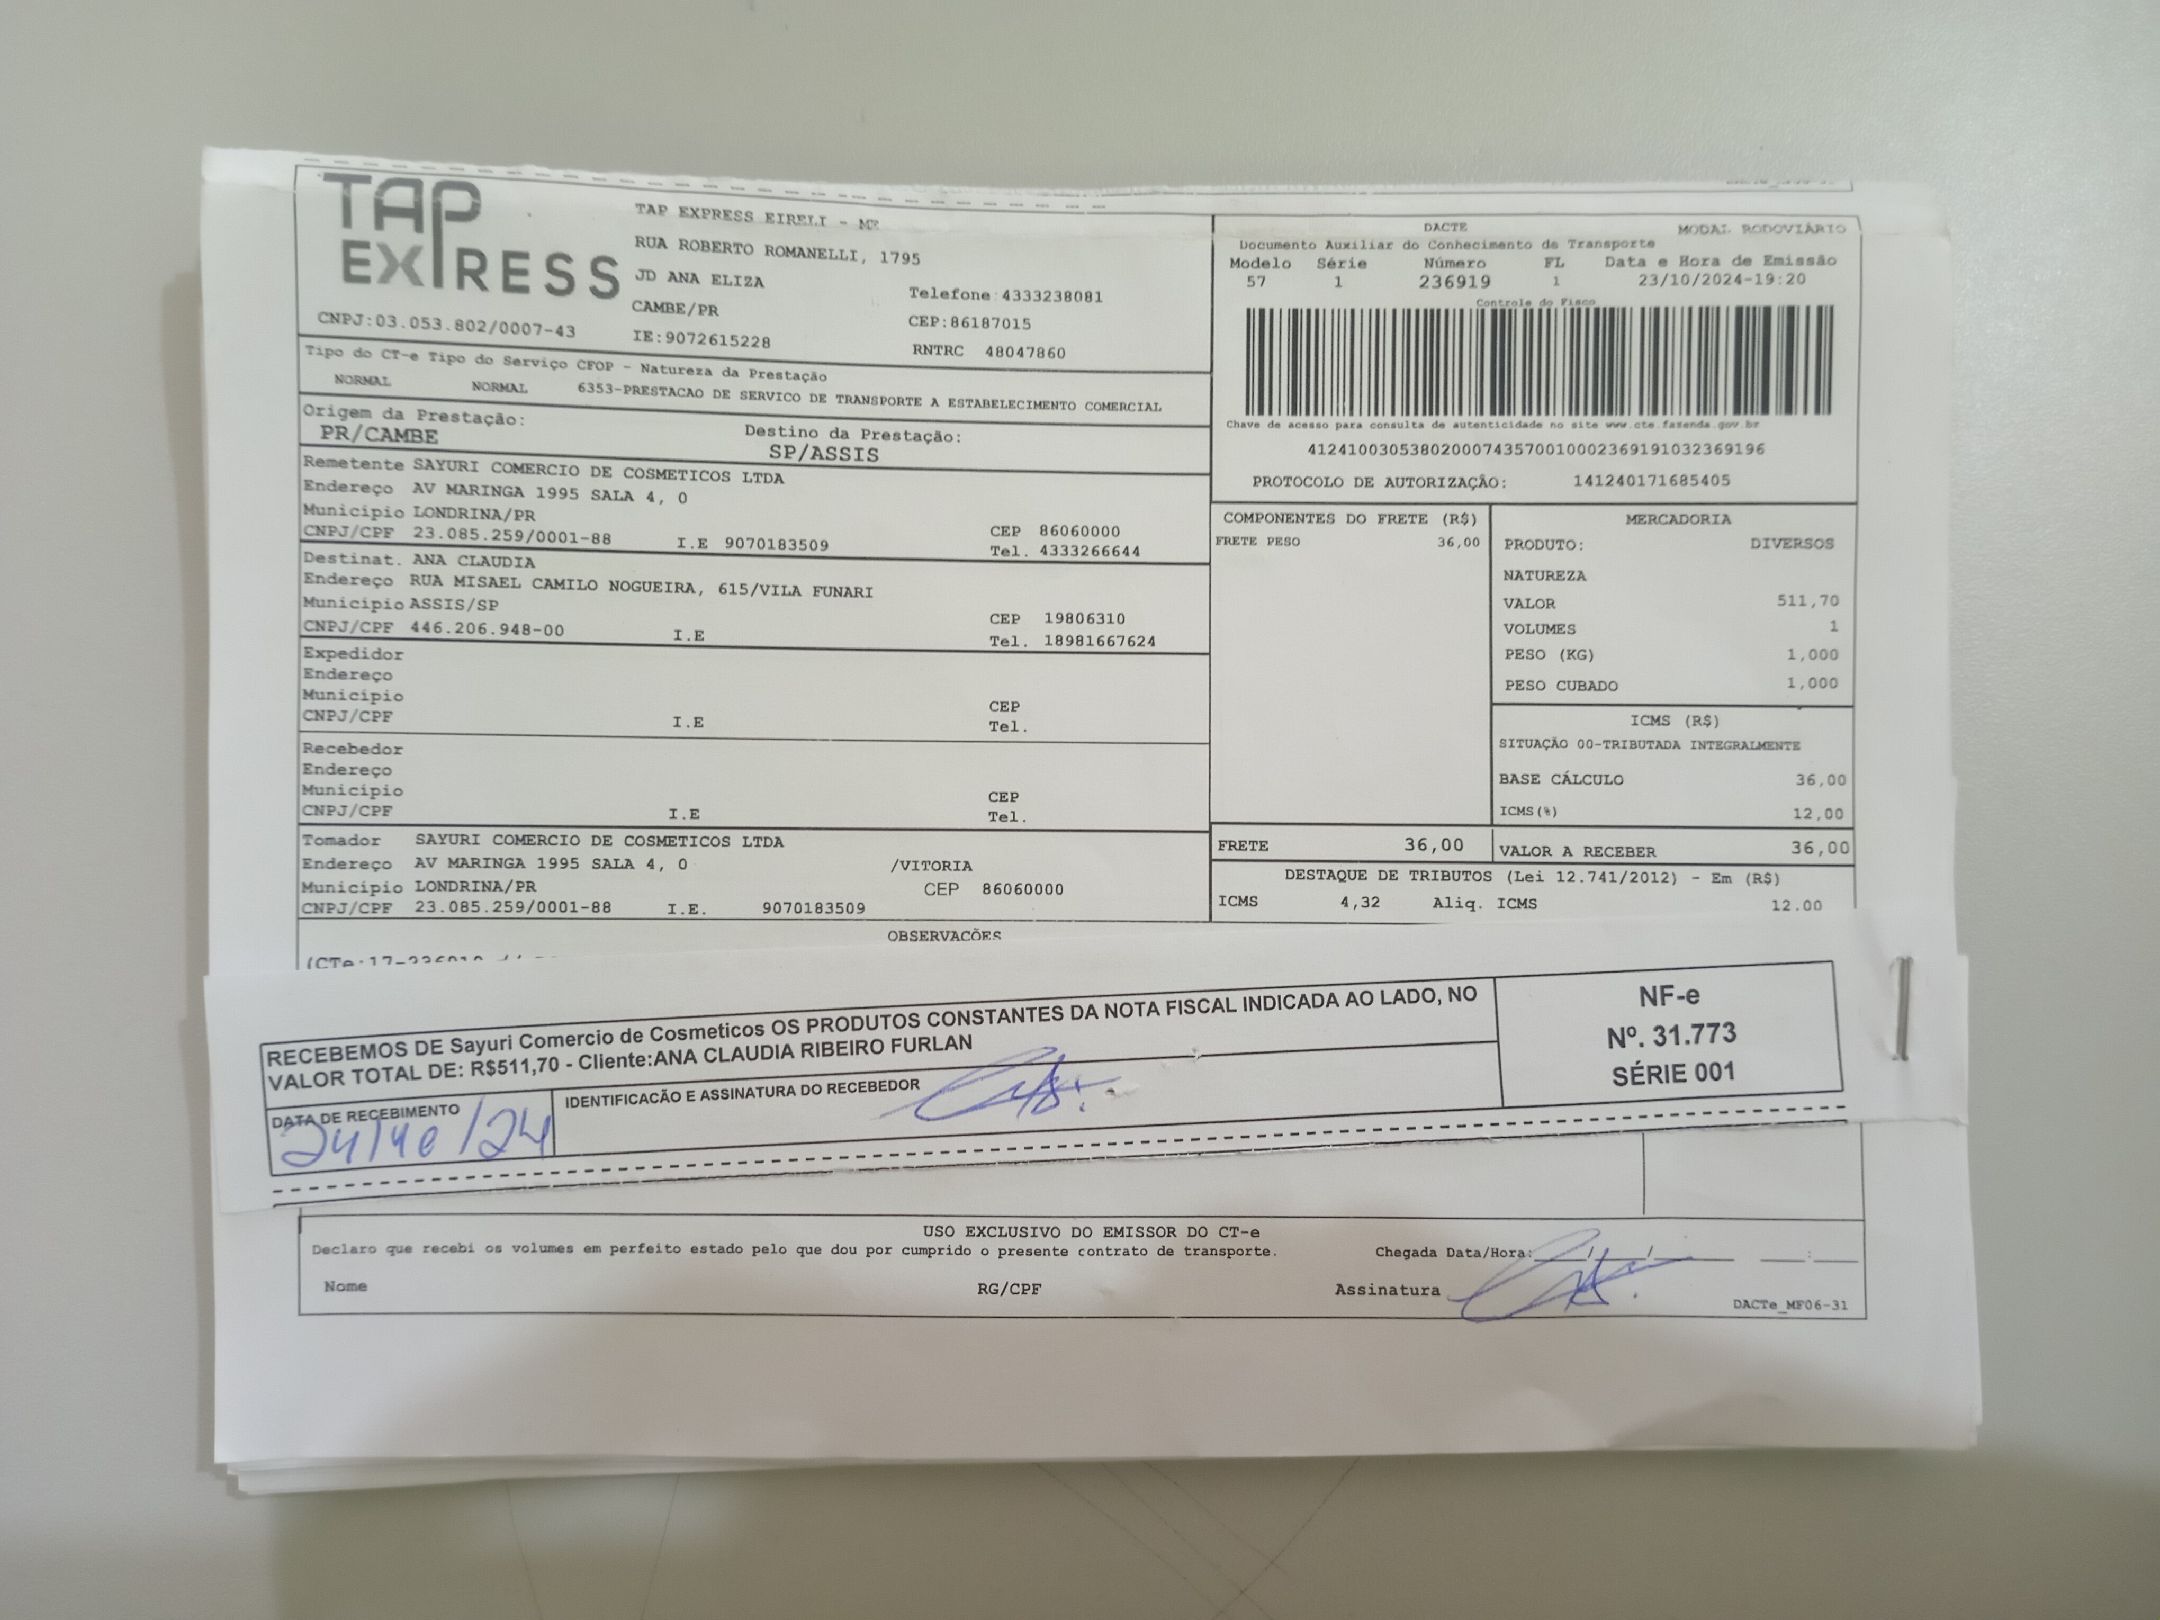 TAP
EXPRESS
CNPJ:03.053.802/0007-43
TAP EXPRESS EIRELI - ME
RUA ROBERTO ROMANELLI, 1795
JD ANA ELIZA
CAMBE/PR
IE:9072615228
Telefone:4333238081
CEP:86187015
RNTRC 48047860
DACTE MODAL RODOVIÁRIO
Documento Auxiliar do Conhecimento de Transporte
Modelo Série Número FL Data e Hora de Emissão
57 1 236919 1 23/10/2024-19:20
Controle do Fisco
Chave de acesso para consulta de autenticidade no site www.cte.fazenda.gov.br
41241003053802000743570010002369191032369196
PROTOCOLO DE AUTORIZAÇÃO: 141240171685405
Tipo do CT-e Tipo do Serviço CFOP - Natureza da Prestação
NORMAL NORMAL 6353-PRESTACAO DE SERVICO DE TRANSPORTE A ESTABELECIMENTO COMERCIAL
Origem da Prestação: Destino da Prestação:
PR/CAMBE SP/ASSIS
Remetente SAYURI COMERCIO DE COSMETICOS LTDA
Endereço AV MARINGA 1995 SALA 4, 0
Município LONDRINA/PR CEP 86060000
CNPJ/CPF 23.085.259/0001-88 I.E 9070183509 Tel. 4333266644
Destinat. ANA CLAUDIA
Endereço RUA MISAEL CAMILO NOGUEIRA, 615/VILA FUNARI
Município ASSIS/SP CEP 19806310
CNPJ/CPF 446.206.948-00 I.E Tel. 18981667624
Expedidor
Endereço
Município CEP
CNPJ/CPF I.E Tel.
Recebedor
Endereço
Município CEP
CNPJ/CPF I.E Tel.
Tomador SAYURI COMERCIO DE COSMETICOS LTDA
Endereço AV MARINGA 1995 SALA 4, 0 /VITORIA
Município LONDRINA/PR CEP 86060000
CNPJ/CPF 23.085.259/0001-88 I.E. 9070183509
COMPONENTES DO FRETE (R$)
FRETE PESO 36,00
MERCADORIA
PRODUTO: DIVERSOS
NATUREZA
VALOR 511,70
VOLUMES 1
PESO (KG) 1,000
PESO CUBADO 1,000
ICMS (R$)
SITUAÇÃO 00-TRIBUTADA INTEGRALMENTE
BASE CÁLCULO 36,00
ICMS(%) 12,00
FRETE 36,00 VALOR A RECEBER 36,00
DESTAQUE DE TRIBUTOS (Lei 12.741/2012) - Em (R$)
ICMS 4,32 Aliq. ICMS 12.00
OBSERVACÕES
RECEBEMOS DE Sayuri Comercio de Cosmeticos OS PRODUTOS CONSTANTES DA NOTA FISCAL INDICADA AO LADO, NO
VALOR TOTAL DE: R$511,70 - Cliente:ANA CLAUDIA RIBEIRO FURLAN
DATA DE RECEBIMENTO
24/10/24
IDENTIFICACÃO E ASSINATURA DO RECEBEDOR
NF-e
Nº. 31.773
SÉRIE 001
USO EXCLUSIVO DO EMISSOR DO CT-e
Declaro que recebi os volumes em perfeito estado pelo que dou por cumprido o presente contrato de transporte. Chegada Data/Hora:___/___/___ ___:___
Nome RG/CPF Assinatura
DACTe_MF06-31